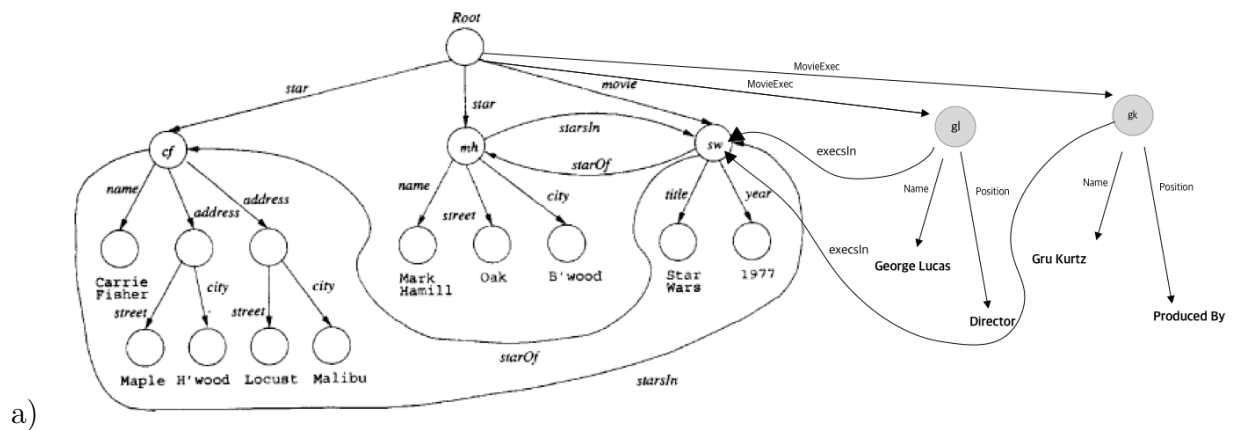 Root
MovieExec
MovieExec
star
star
movie
starsIn
starOf
cf
mh
sw
gl
gk
execsIn
name
address
address
name
street
city
title
year
Name
Position
Name
Position
execsIn
Carrie
Fisher
Mark
Hamill
Oak
B'wood
Star
Wars
1977
George Lucas
Gru Kurtz
street
city
street
city
Director
Produced By
starOf
Maple
H'wood
Locust
Malibu
starsIn
a)